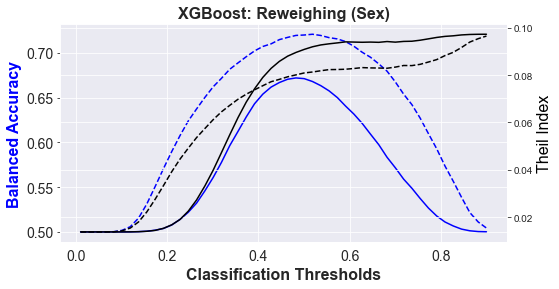 XGBoost: Reweighing (Sex)
Balanced Accuracy
0.70
0.65
0.60
0.55
0.50
0.0 0.2 0.4 0.6 0.8
Classification Thresholds
0.10
0.08
0.06
0.04
0.02
Theil Index